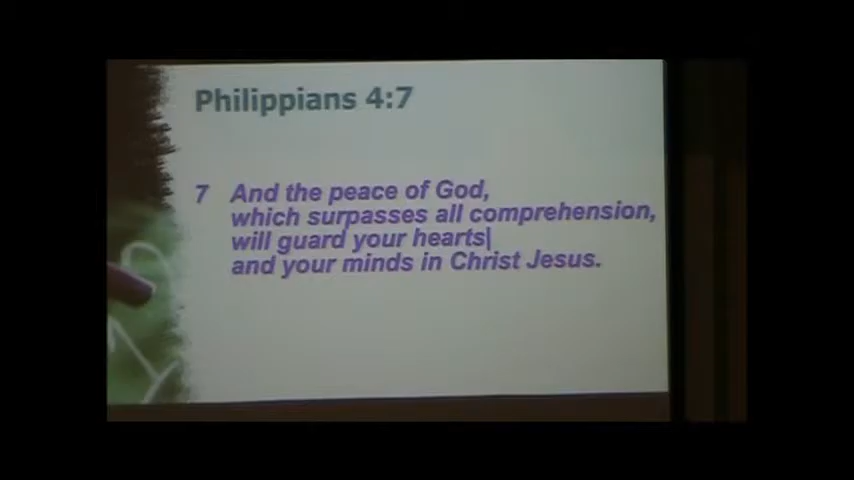 Philippians 4:7
7 And the peace of God,
which surpasses all comprehension,
will guard your hearts|
and your minds in Christ Jesus.